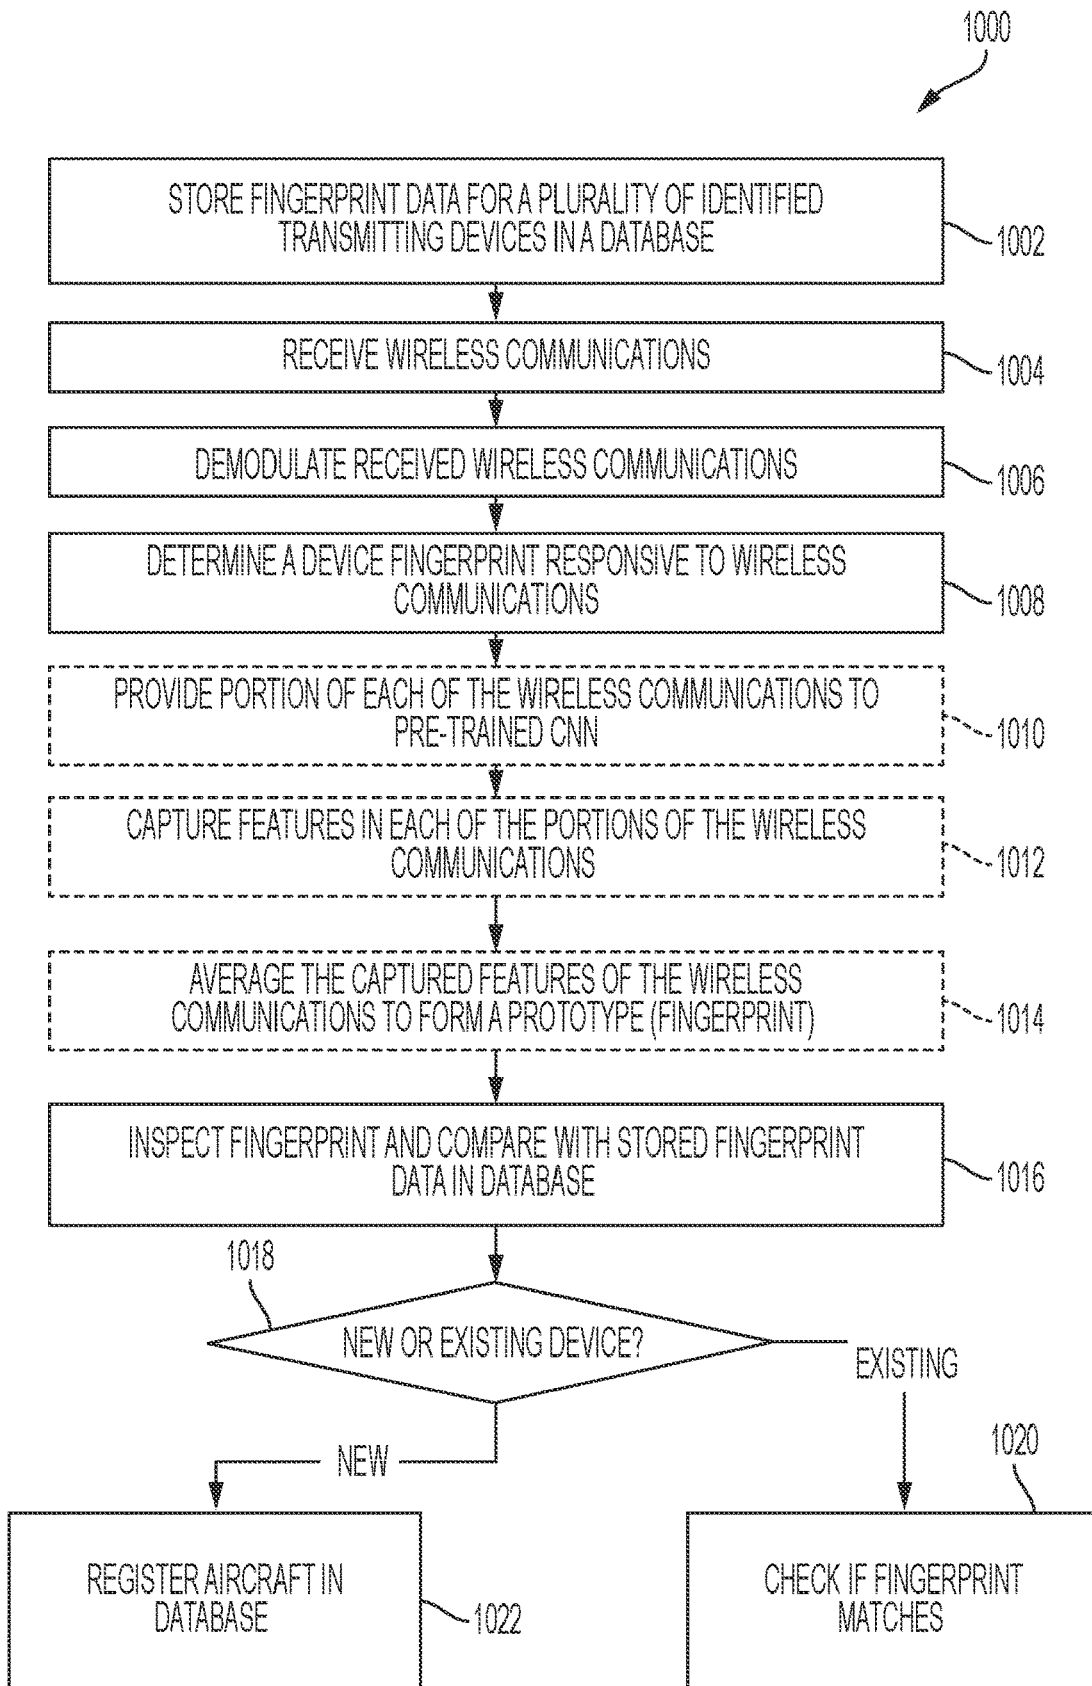 1000
STORE FINGERPRINT DATA FOR A PLURALITY OF IDENTIFIED
TRANSMITTING DEVICES IN A DATABASE
1002
RECEIVE WIRELESS COMMUNICATIONS
1004
DEMODULATE RECEIVED WIRELESS COMMUNICATIONS
1006
DETERMINE A DEVICE FINGERPRINT RESPONSIVE TO WIRELESS
COMMUNICATIONS
1008
PROVIDE PORTION OF EACH OF THE WIRELESS COMMUNICATIONS TO
PRE-TRAINED CNN
1010
CAPTURE FEATURES IN EACH OF THE PORTIONS OF THE WIRELESS
COMMUNICATIONS
1012
AVERAGE THE CAPTURED FEATURES OF THE WIRELESS
COMMUNICATIONS TO FORM A PROTOTYPE (FINGERPRINT)
1014
INSPECT FINGERPRINT AND COMPARE WITH STORED FINGERPRINT
DATA IN DATABASE
1016
1018
NEW OR EXISTING DEVICE?
EXISTING
NEW
1020
REGISTER AIRCRAFT IN
DATABASE
1022
CHECK IF FINGERPRINT
MATCHES